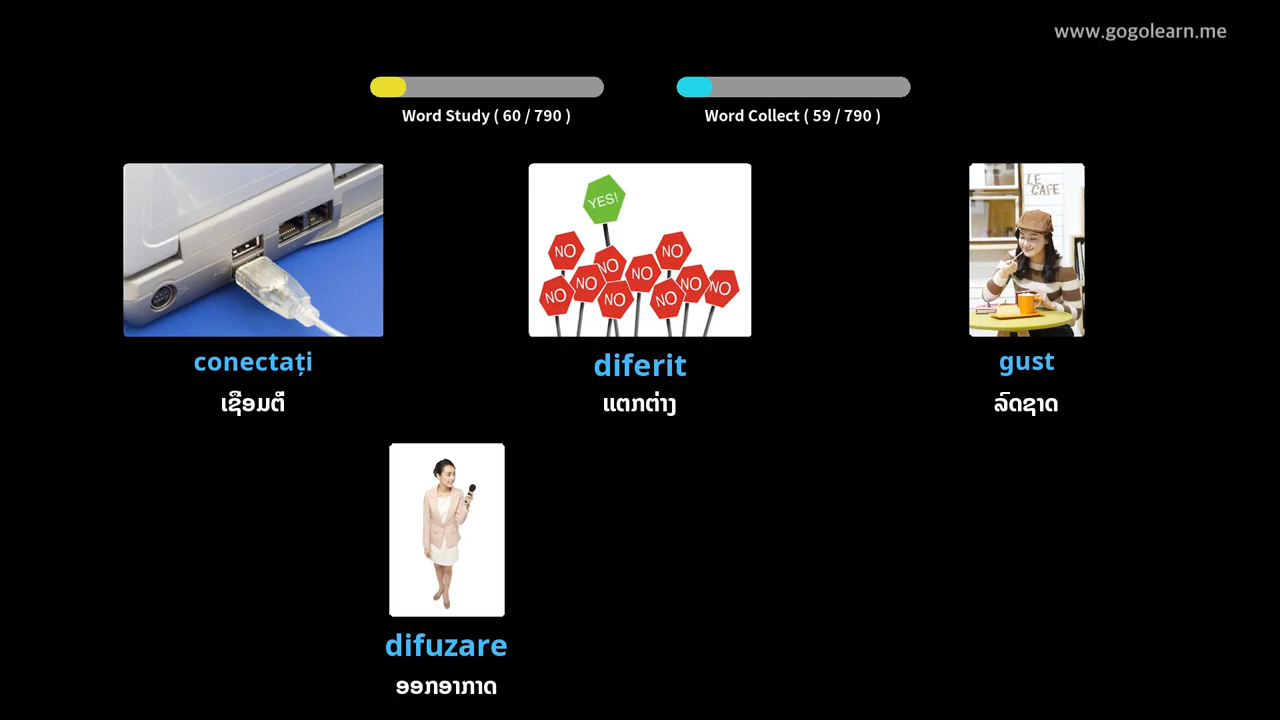 www.gogolearn.me
Word Study ( 60 / 790 )
Word Collect ( 59 / 790 )
LE CAFE
YES!
NO
NO
NO
NO
NO
NO
NO
NO
NO
NO
conectați
diferit
gust
ເຊື່ອມຕໍ່
ແຕກຕ່າງ
ລົດຊາດ
difuzare
ອອກອາກາດ